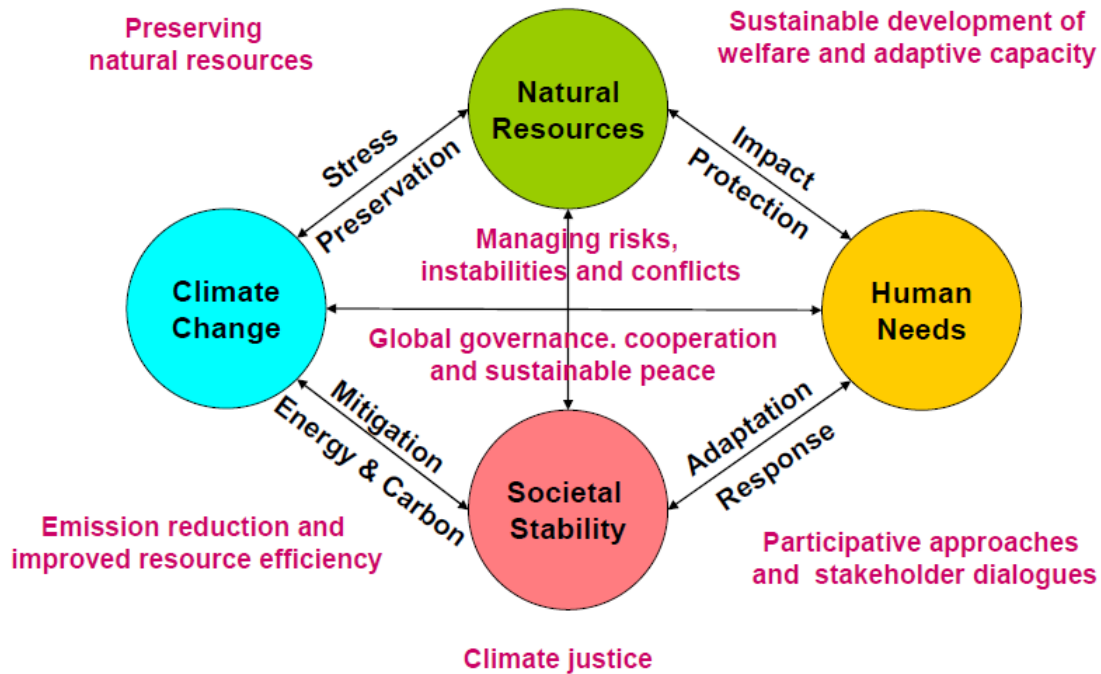 Preserving
natural resources
Sustainable development of
welfare and adaptive capacity
Natural
Resources
Stress
Preservation
Impact
Protection
Managing risks,
instabilities and conflicts
Climate
Change
Human
Needs
Global governance. cooperation
and sustainable peace
Mitigation
Energy & Carbon
Adaptation
Response
Societal
Stability
Emission reduction and
improved resource efficiency
Participative approaches
and stakeholder dialogues
Climate justice